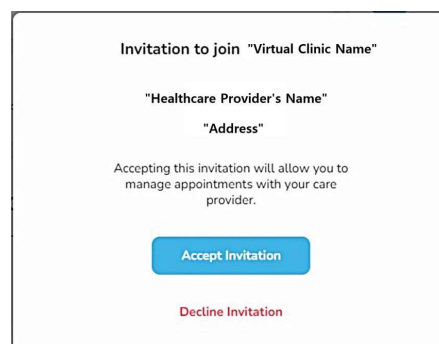 Invitation to join "Virtual Clinic Name"
"Healthcare Provider's Name"
"Address"
Accepting this invitation will allow you to
manage appointments with your care
provider.
Accept Invitation
Decline Invitation